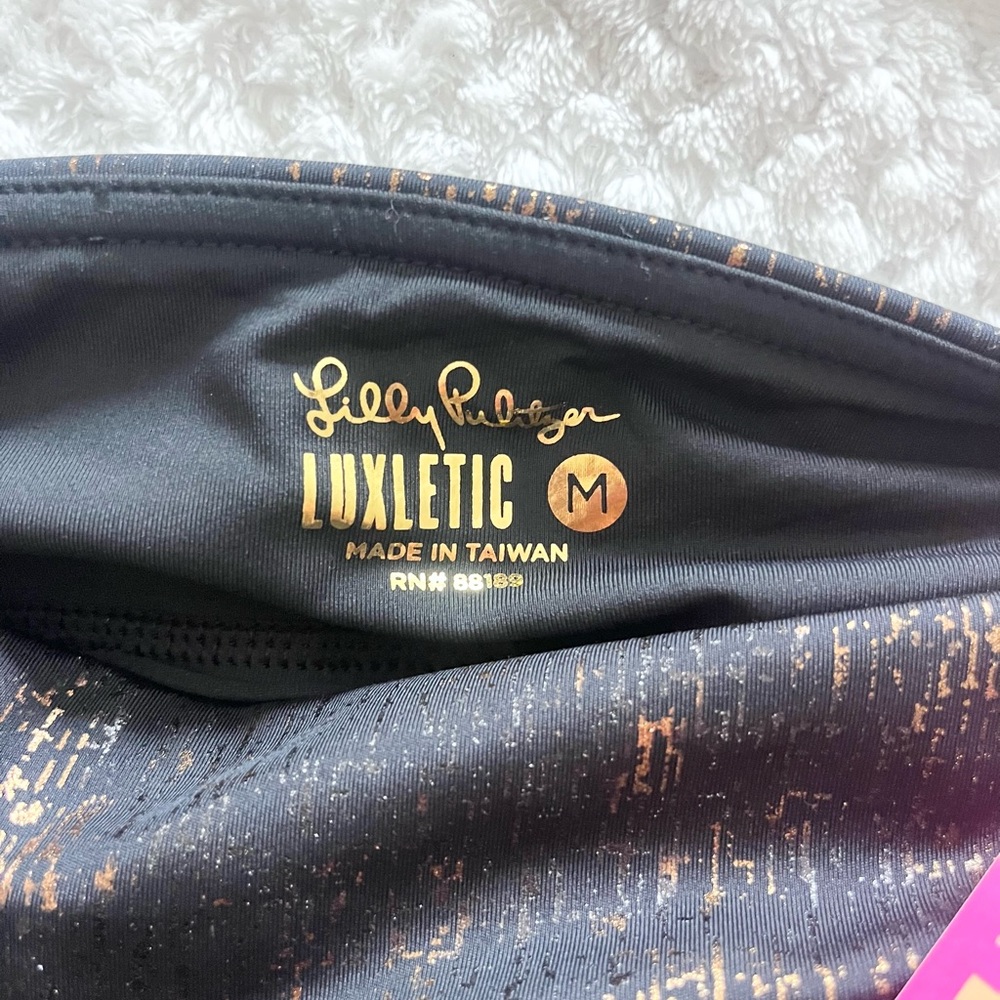 Lilly Pulitzer
LUXLETIC M
MADE IN TAIWAN
RN# 88189